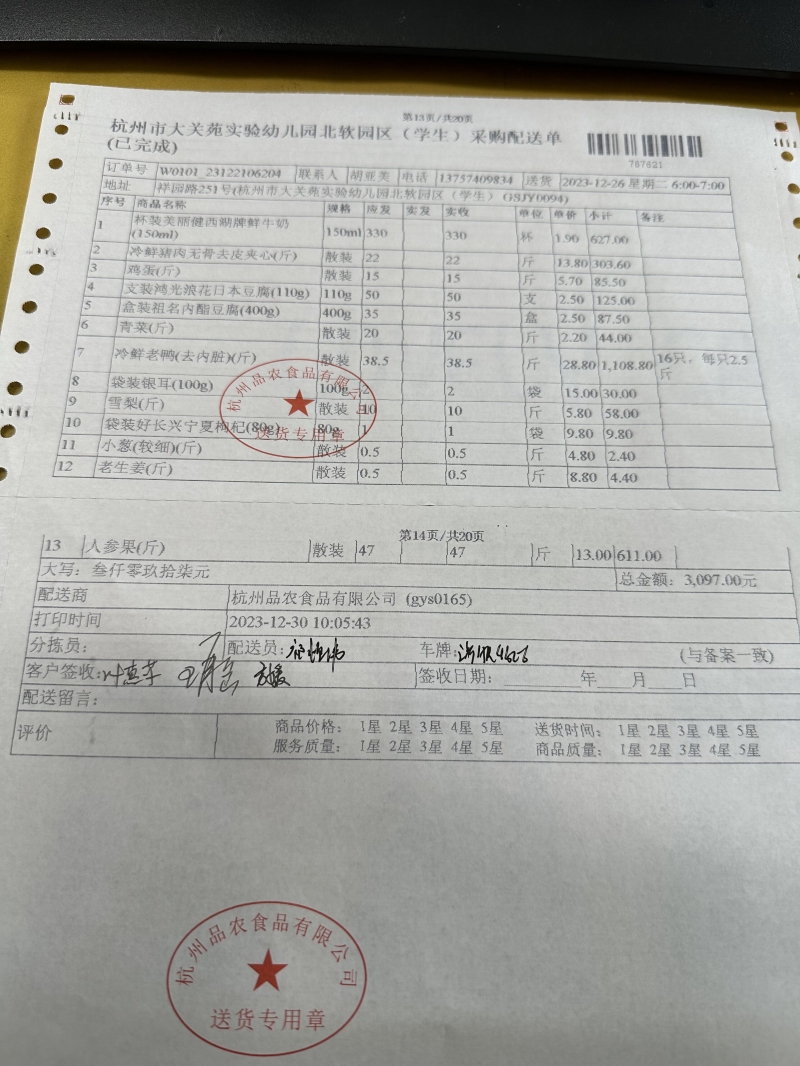 第13页/共20页
杭州市大关苑实验幼儿园北软园区（学生）采购配送单
(已完成)
767621
订单号 W0101_23122106204 联系人 胡亚美 电话 13757409834 送货 2023-12-26 星期二 6:00-7:00
地址 祥园路251号(杭州市大关苑实验幼儿园北软园区（学生）GSJY0094)
序号 商品名称 规格 应发 实发 实收 单位 单价 小计 备注
1 杯装美丽健西湖牌鲜牛奶(150ml) 150ml 330 330 杯 1.90 627.00
2 冷鲜猪肉无骨去皮夹心(斤) 散装 22 22 斤 13.80 303.60
3 鸡蛋(斤) 散装 15 15 斤 5.70 85.50
4 支装鸿光浪花日本豆腐(110g) 110g 50 50 支 2.50 125.00
5 盒装祖名内酯豆腐(400g) 400g 35 35 盒 2.50 87.50
6 青菜(斤) 散装 20 20 斤 2.20 44.00
7 冷鲜老鸭(去内脏)(斤) 散装 38.5 38.5 斤 28.80 1,108.80 16只，每只2.5斤
8 袋装银耳(100g) 100g 2 2 袋 15.00 30.00
9 雪梨(斤) 散装 10 10 斤 5.80 58.00
10 袋装好长兴宁夏枸杞(80g) 80g 1 1 袋 9.80 9.80
11 小葱(较细)(斤) 散装 0.5 0.5 斤 4.80 2.40
12 老生姜(斤) 散装 0.5 0.5 斤 8.80 4.40
杭州品农食品有限公司
送货专用章
第14页/共20页
13 人参果(斤) 散装 47 47 斤 13.00 611.00
大写：叁仟零玖拾柒元 总金额：3,097.00元
配送商 杭州品农食品有限公司 (gys0165)
打印时间 2023-12-30 10:05:43
分拣员： 配送员： 车牌： (与备案一致)
客户签收： 签收日期：____年____月____日
配送留言：
评价 商品价格： 1星 2星 3星 4星 5星 送货时间： 1星 2星 3星 4星 5星
服务质量： 1星 2星 3星 4星 5星 商品质量： 1星 2星 3星 4星 5星
杭州品农食品有限公司
送货专用章